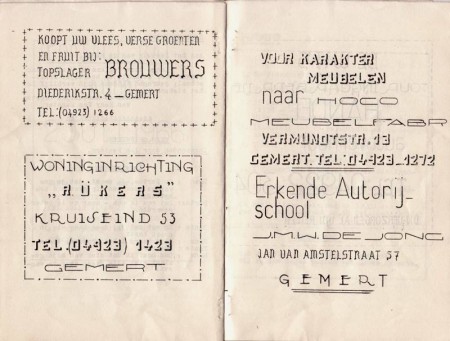 KOOPT UW VLEES, VERSE GROENTEN
EN FRUIT BIJ:
TOPSLAGER BROUWERS
DIEDERIKSTR. 4 – GEMERT
TEL:(04923) 1266
WONINGINRICHTING
„RIJKERS"
KRUISEIND 53
TEL.(04923) 1423
GEMERT
VOUR KARAKTER
MEUBELEN
naar HOCO
MEUBELFABR
VERMUNDTSTR.13
GEMERT. TEL:04923-1272
Erkende Autorij-
school
J.M.W. DE JONG
JAN VAN AMSTELSTRAAT 57
GEMERT